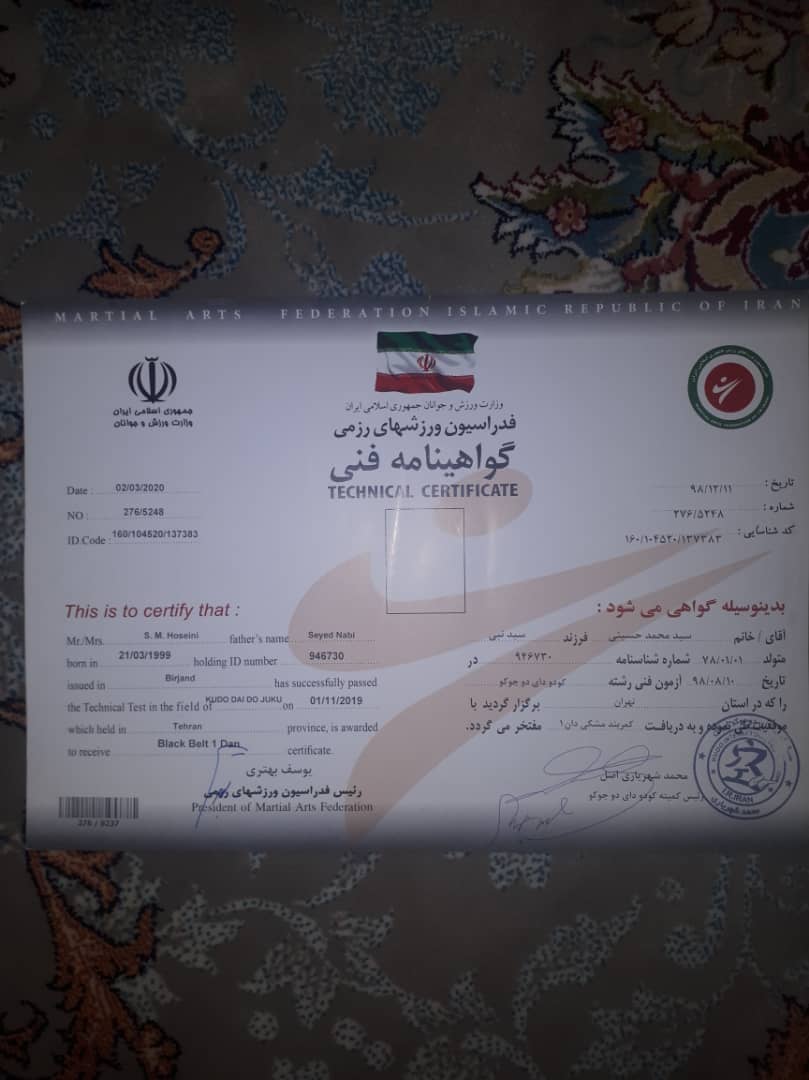 MARTIAL ARTS FEDERATION ISLAMIC REPUBLIC OF IRAN
جمهوری اسلامی ایران
وزارت ورزش و جوانان
وزارت ورزش و جوانان جمهوری اسلامی ایران
فدراسیون ورزشهای رزمی
گواهینامه فنی
TECHNICAL CERTIFICATE
Date : 02/03/2020
NO : 276/5248
ID.Code : 160/104520/137383
تاریخ : ۹۸/۱۲/۱۱
شماره : ۲۷۶/۵۲۴۸
کد شناسایی : ۱۶۰/۱۰۴۵۲۰/۱۳۷۳۸۳
This is to certify that :
Mr./Mrs. S. M. Hoseini father's name Seyed Nabi
born in 21/03/1999 holding ID number 946730
issued in Birjand has successfully passed
the Technical Test in the field of KUDO DAI DO JUKU on 01/11/2019
which held in Tehran province, is awarded
to receive Black Belt 1 Dan certificate.
بدینوسیله گواهی می شود :
آقای / خانم سید محمد حسینی فرزند سید نبی
متولد ۷۸/۰۱/۰۱ شماره شناسنامه ۹۴۶۷۳۰ در
تاریخ ۹۸/۰۸/۱۰ آزمون فنی رشته کودو دای دو جوکو
را که در استان تهران برگزار گردید با
موفقیت طی نموده و به دریافت کمربند مشکی دان۱ مفتخر می گردد.
یوسف بهتری
رئیس فدراسیون ورزشهای رزمی
President of Martial Arts Federation
محمد شهریاری اصل
رئیس کمیته کودو دای دو جوکو
276 / 9237
KUDO
I.R.IRAN